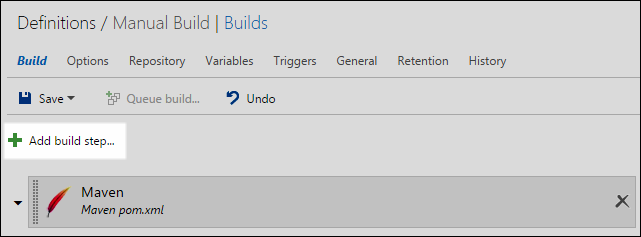 Definitions / Manual Build | Builds
Build Options Repository Variables Triggers General Retention History
Save Queue build... Undo
Add build step...
Maven
Maven pom.xml